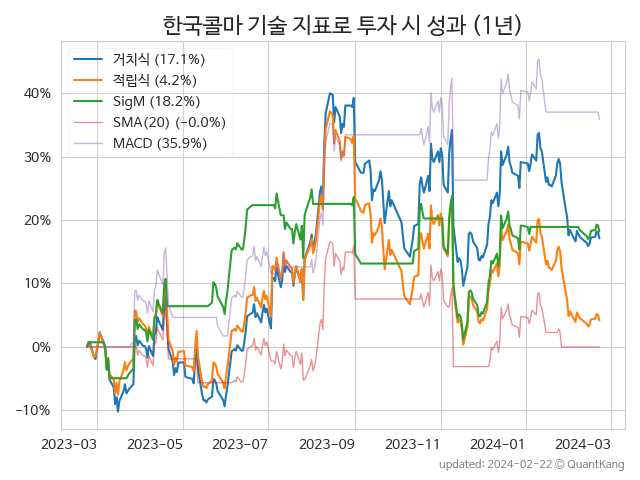 한국콜마 기술 지표로 투자 시 성과 (1년)
거치식 (17.1%)
적립식 (4.2%)
SigM (18.2%)
SMA(20) (-0.0%)
MACD (35.9%)
40%
30%
20%
10%
0%
−10%
2023-03 2023-05 2023-07 2023-09 2023-11 2024-01 2024-03
updated: 2024-02-22 ⓒ QuantKang